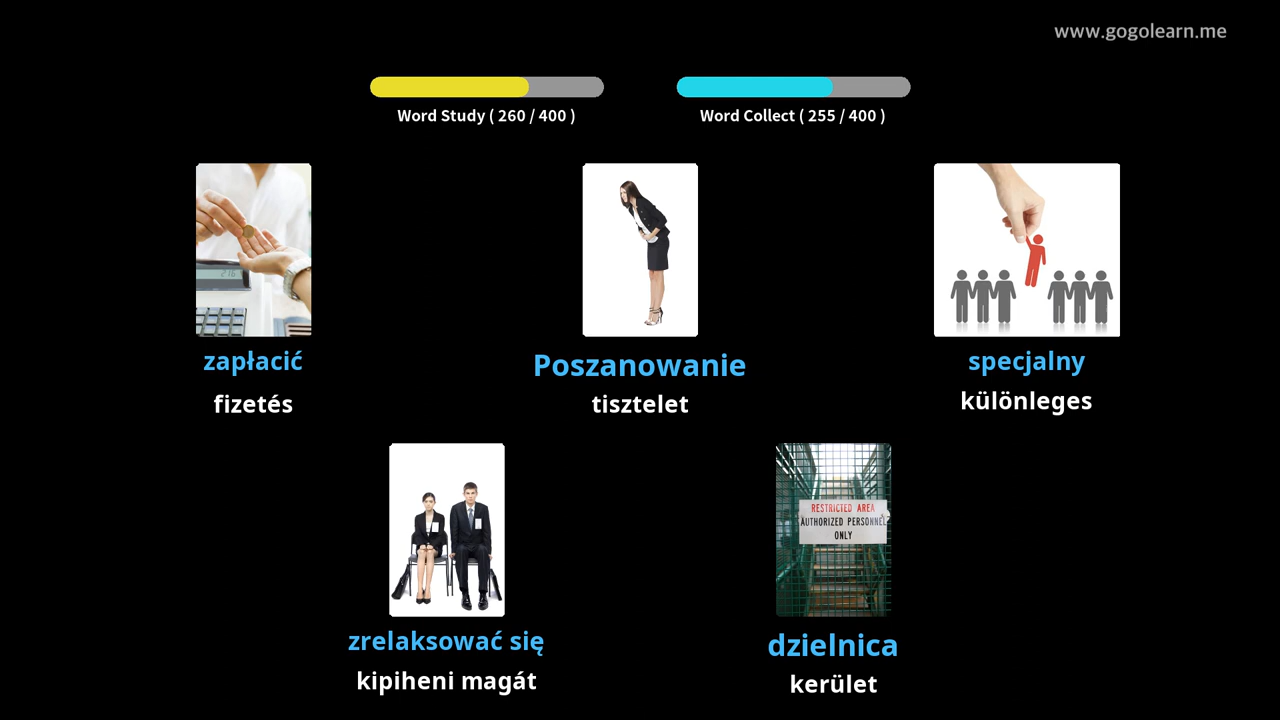 www.gogolearn.me
Word Study ( 260 / 400 )
Word Collect ( 255 / 400 )
zapłacić
fizetés
Poszanowanie
tisztelet
specjalny
különleges
RESTRICTED AREA
AUTHORIZED PERSONNEL
ONLY
zrelaksować się
kipiheni magát
dzielnica
kerület